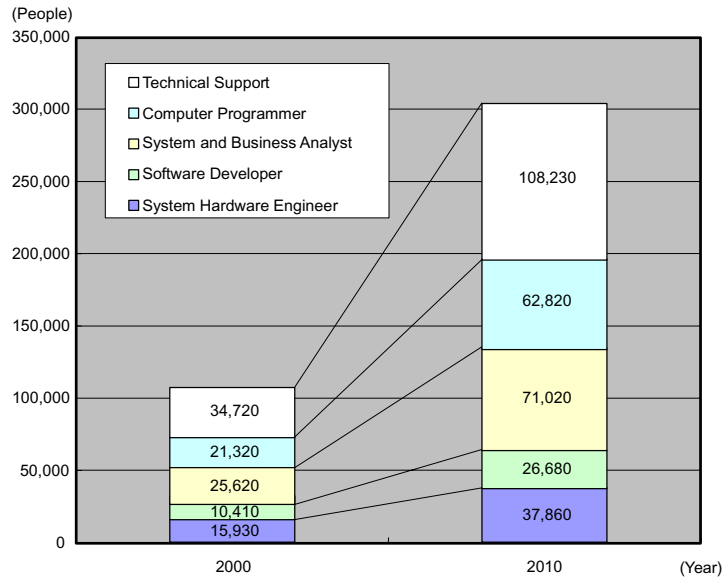 (People)
350,000
300,000
250,000
200,000
150,000
100,000
50,000
0
Technical Support
Computer Programmer
System and Business Analyst
Software Developer
System Hardware Engineer
34,720
21,320
25,620
10,410
15,930
108,230
62,820
71,020
26,680
37,860
2000
2010
(Year)